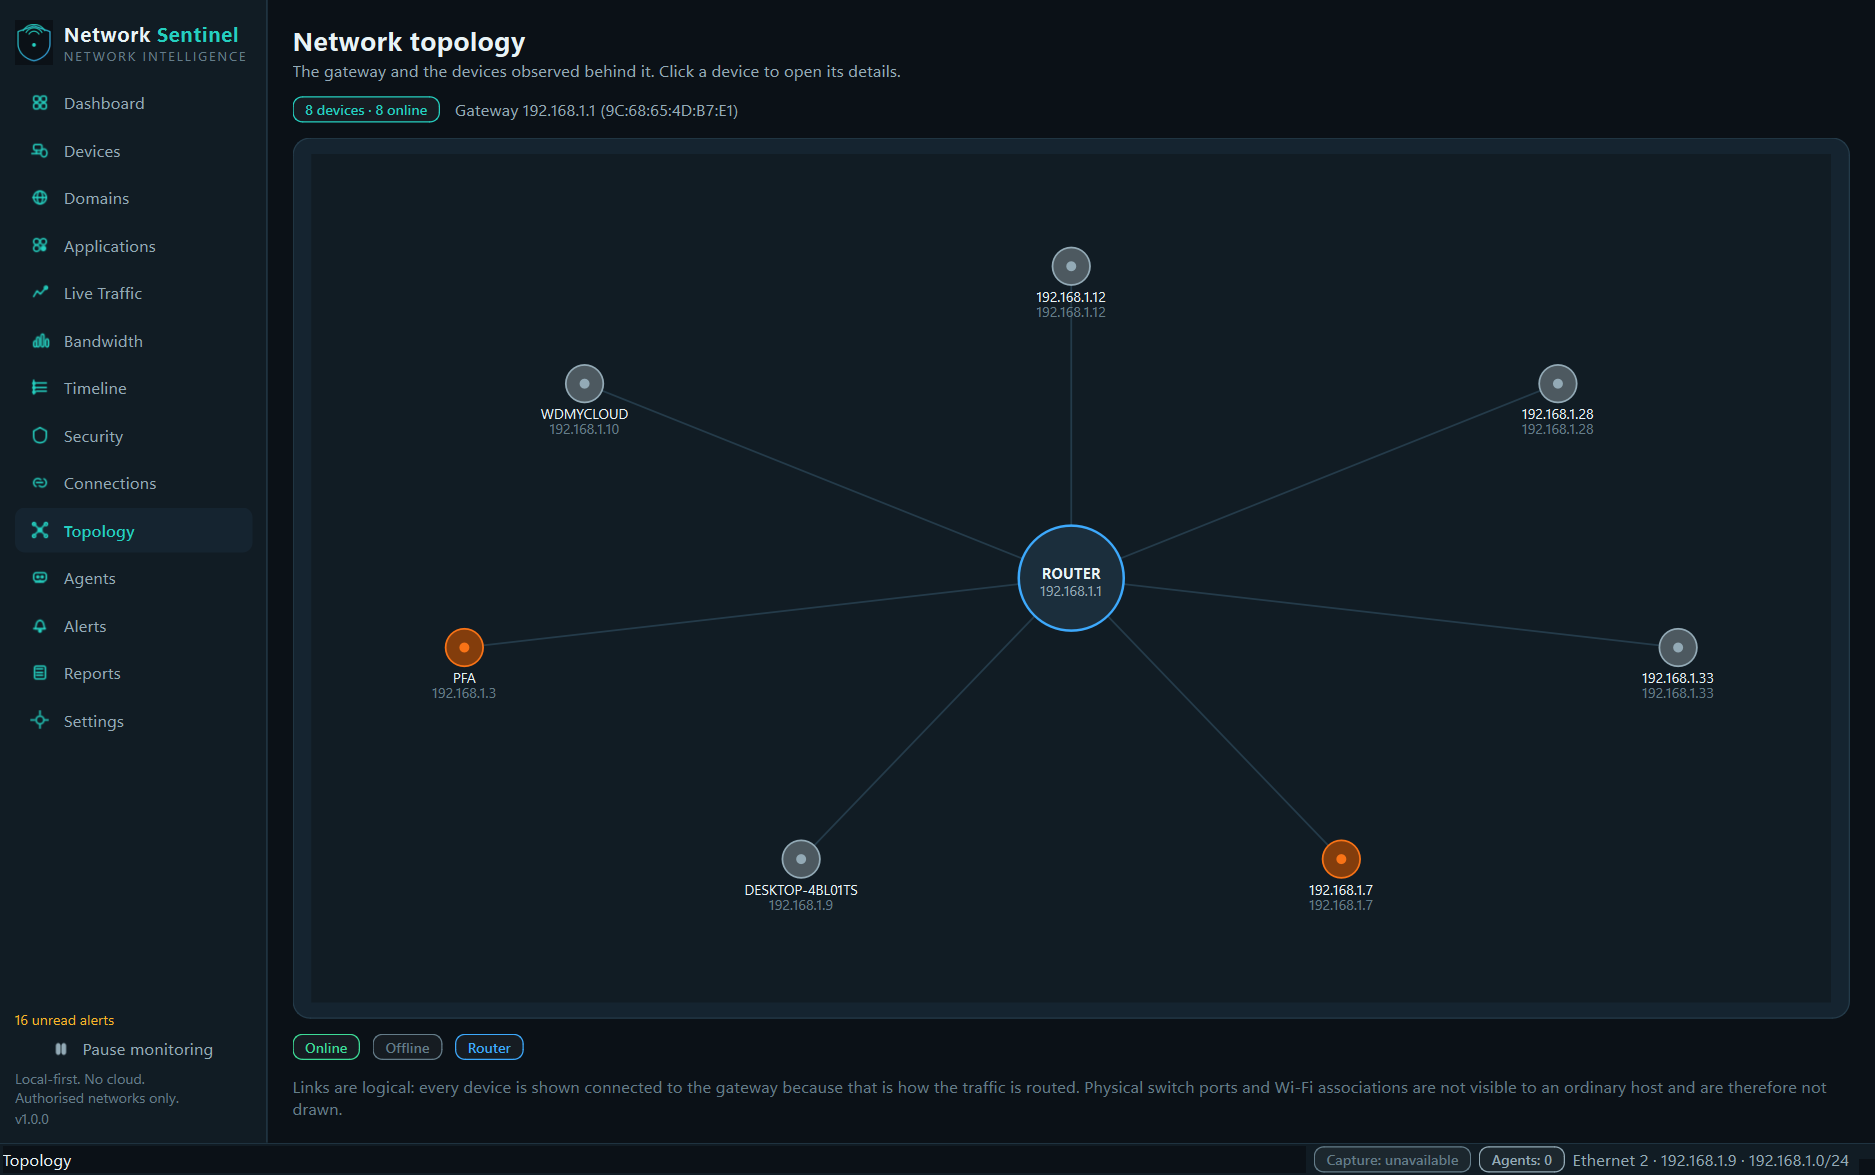 Network Sentinel
NETWORK INTELLIGENCE
Dashboard
Devices
Domains
Applications
Live Traffic
Bandwidth
Timeline
Security
Connections
Topology
Agents
Alerts
Reports
Settings
16 unread alerts
Pause monitoring
Local-first. No cloud.
Authorised networks only.
v1.0.0
Network topology
The gateway and the devices observed behind it. Click a device to open its details.
8 devices · 8 online
Gateway 192.168.1.1 (9C:68:65:4D:B7:E1)
192.168.1.12
192.168.1.12
WDMYCLOUD
192.168.1.10
192.168.1.28
192.168.1.28
ROUTER
192.168.1.1
PFA
192.168.1.3
192.168.1.33
192.168.1.33
DESKTOP-4BL01TS
192.168.1.9
192.168.1.7
192.168.1.7
Online
Offline
Router
Links are logical: every device is shown connected to the gateway because that is how the traffic is routed. Physical switch ports and Wi-Fi associations are not visible to an ordinary host and are therefore not
drawn.
Topology
Capture: unavailable
Agents: 0
Ethernet 2 · 192.168.1.9 · 192.168.1.0/24